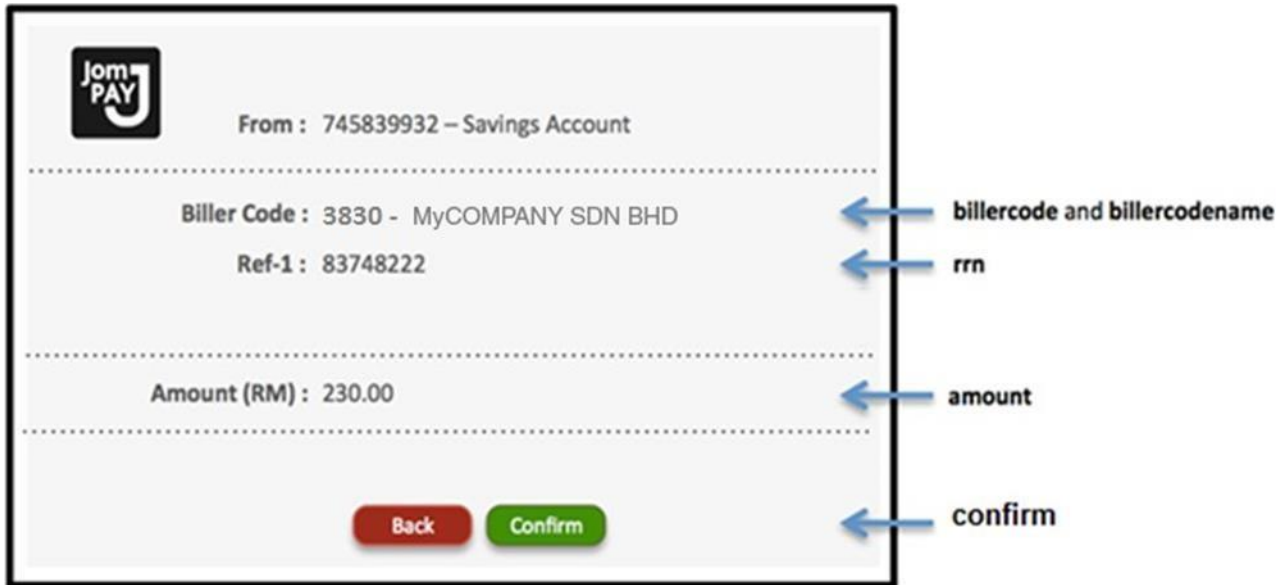 Jom
PAY
From : 745839932 – Savings Account
Biller Code : 3830 - MyCOMPANY SDN BHD
billercode and billercodename
Ref-1 : 83748222
rrn
Amount (RM) : 230.00
amount
Back Confirm
confirm